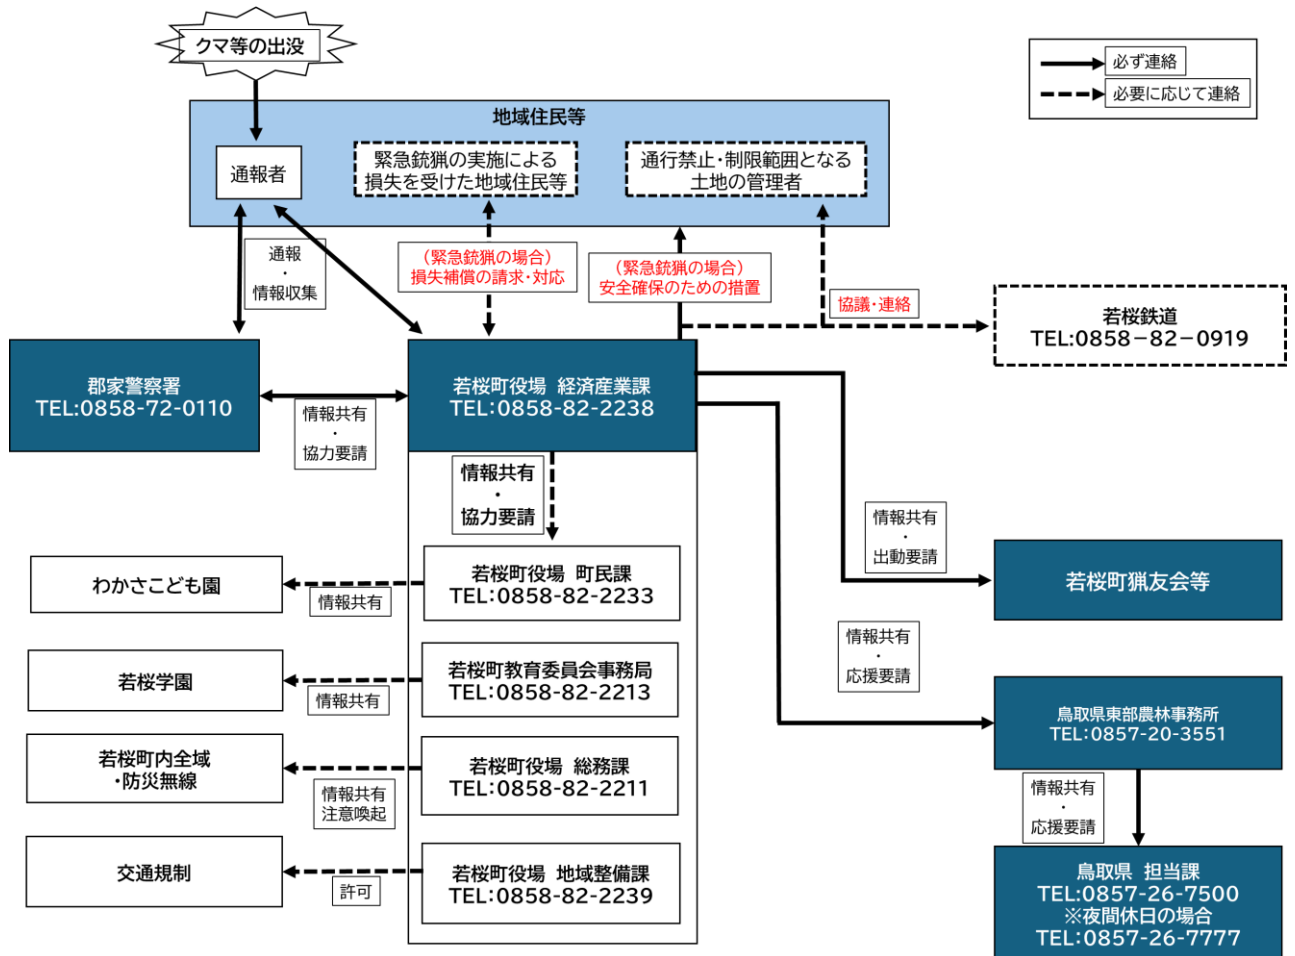 クマ等の出没
必ず連絡
必要に応じて連絡
地域住民等
通報者
緊急銃猟の実施による
損失を受けた地域住民等
通行禁止・制限範囲となる
土地の管理者
通報
・
情報収集
(緊急銃猟の場合)
損失補償の請求・対応
(緊急銃猟の場合)
安全確保のための措置
協議・連絡
若桜鉄道
TEL:0858-82-0919
郡家警察署
TEL:0858-72-0110
情報共有
・
協力要請
若桜町役場 経済産業課
TEL:0858-82-2238
情報共有
・
協力要請
情報共有
・
出動要請
若桜町猟友会等
情報共有
・
応援要請
鳥取県東部農林事務所
TEL:0857-20-3551
情報共有
・
応援要請
鳥取県 担当課
TEL:0857-26-7500
※夜間休日の場合
TEL:0857-26-7777
若桜町役場 町民課
TEL:0858-82-2233
情報共有
わかさこども園
若桜町教育委員会事務局
TEL:0858-82-2213
情報共有
若桜学園
若桜町役場 総務課
TEL:0858-82-2211
情報共有
注意喚起
若桜町内全域
・防災無線
若桜町役場 地域整備課
TEL:0858-82-2239
許可
交通規制